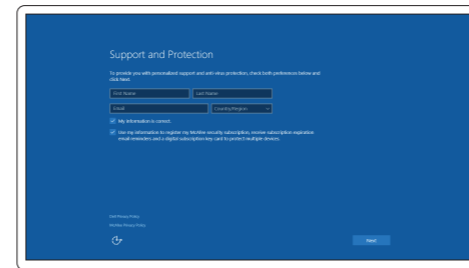 Support and Protection
To provide you with personalized support and anti-virus protection, check both preferences below and
click Next.
First Name
Last Name
Email
Country/Region
My information is correct.
Use my information to register my McAfee security subscription, receive subscription expiration
email reminders and a digital subscription key card to protect multiple devices.
Dell Privacy Policy
McAfee Privacy Policy
Next